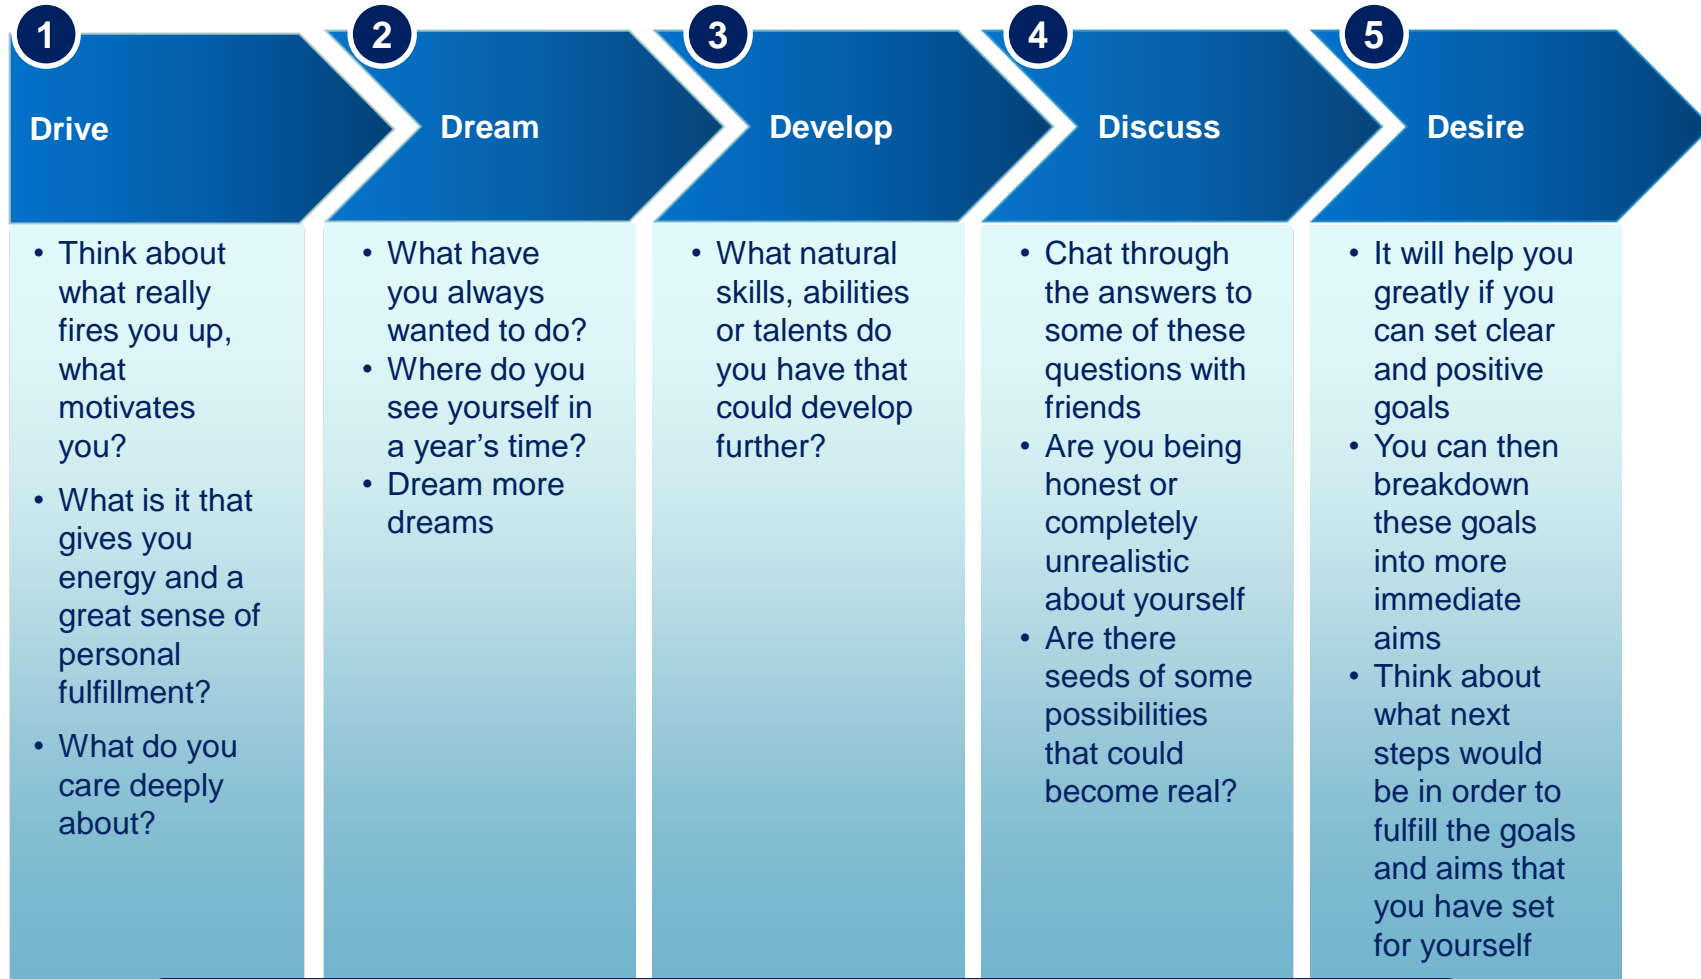 1
Drive
• Think about
what really
fires you up,
what
motivates
you?
• What is it that
gives you
energy and a
great sense of
personal
fulfillment?
• What do you
care deeply
about?
2
Dream
• What have
you always
wanted to do?
• Where do you
see yourself in
a year’s time?
• Dream more
dreams
3
Develop
• What natural
skills, abilities
or talents do
you have that
could develop
further?
4
Discuss
• Chat through
the answers to
some of these
questions with
friends
• Are you being
honest or
completely
unrealistic
about yourself
• Are there
seeds of some
possibilities
that could
become real?
5
Desire
• It will help you
greatly if you
can set clear
and positive
goals
• You can then
breakdown
these goals
into more
immediate
aims
• Think about
what next
steps would
be in order to
fulfill the goals
and aims that
you have set
for yourself